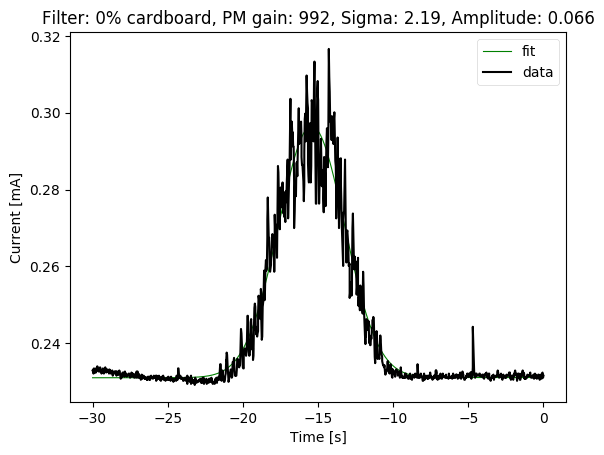 Filter: 0% cardboard, PM gain: 992, Sigma: 2.19, Amplitude: 0.066
0.32
fit
data
0.30
0.28
Current [mA]
0.26
0.24
−30 −25 −20 −15 −10 −5 0
Time [s]